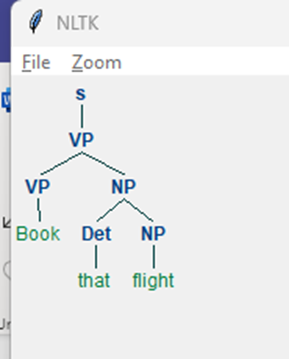 NLTK
File Zoom
s
VP
VP NP
Book Det NP
that flight